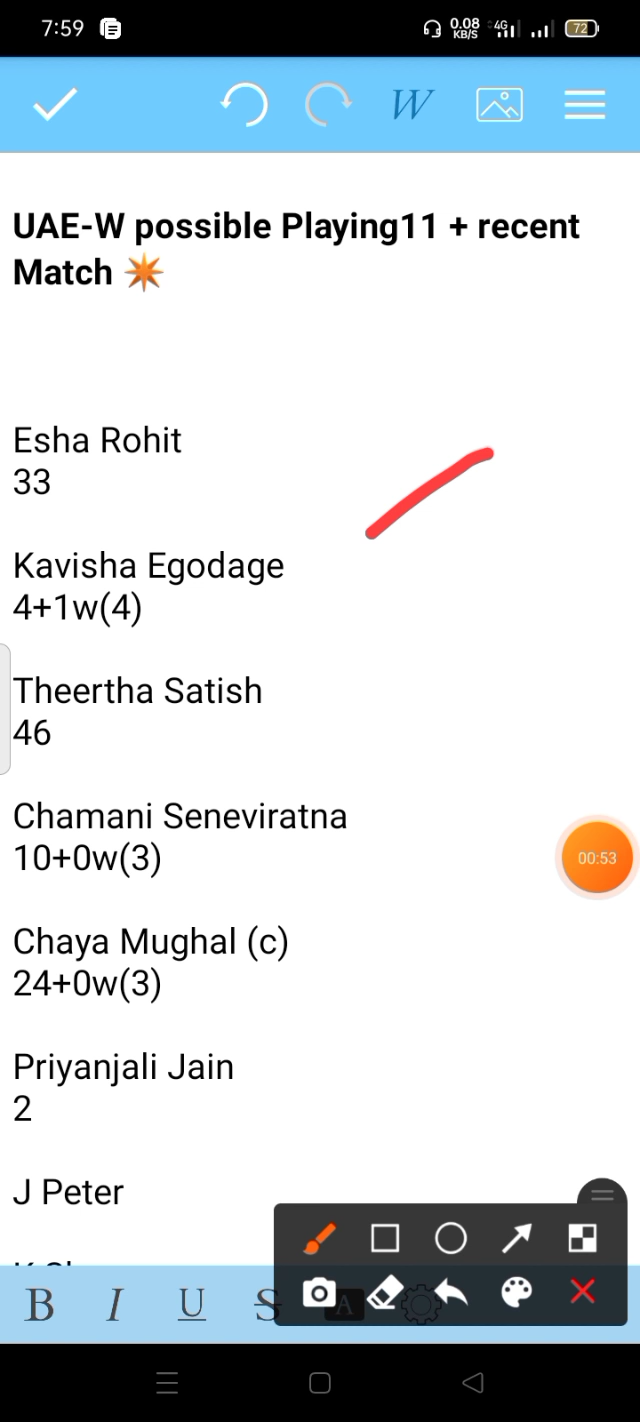 7:59
0.08
KB/S
4G
72
W
UAE-W possible Playing11 + recent
Match
Esha Rohit
33
Kavisha Egodage
4+1w(4)
Theertha Satish
46
Chamani Seneviratna
10+0w(3)
00:53
Chaya Mughal (c)
24+0w(3)
Priyanjali Jain
2
J Peter
B I U S A